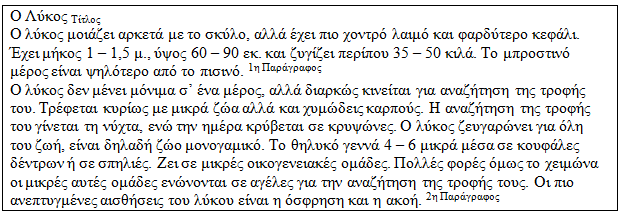 Ο Λύκος Τίτλος
Ο λύκος μοιάζει αρκετά με το σκύλο, αλλά έχει πιο χοντρό λαιμό και φαρδύτερο κεφάλι.
Έχει μήκος 1 – 1,5 μ., ύψος 60 – 90 εκ. και ζυγίζει περίπου 35 – 50 κιλά. Το μπροστινό
μέρος είναι ψηλότερο από το πισινό. 1η Παράγραφος
Ο λύκος δεν μένει μόνιμα σ’ ένα μέρος, αλλά διαρκώς κινείται για αναζήτηση της τροφής
του. Τρέφεται κυρίως με μικρά ζώα αλλά και χυμώδεις καρπούς. Η αναζήτηση της τροφής
του γίνεται τη νύχτα, ενώ την ημέρα κρύβεται σε κρυψώνες. Ο λύκος ζευγαρώνει για όλη
του ζωή, είναι δηλαδή ζώο μονογαμικό. Το θηλυκό γεννά 4 – 6 μικρά μέσα σε κουφάλες
δέντρων ή σε σπηλιές. Ζει σε μικρές οικογενειακές ομάδες. Πολλές φορές όμως το χειμώνα
οι μικρές αυτές ομάδες ενώνονται σε αγέλες για την αναζήτηση της τροφής τους. Οι πιο
ανεπτυγμένες αισθήσεις του λύκου είναι η όσφρηση και η ακοή. 2η Παράγραφος